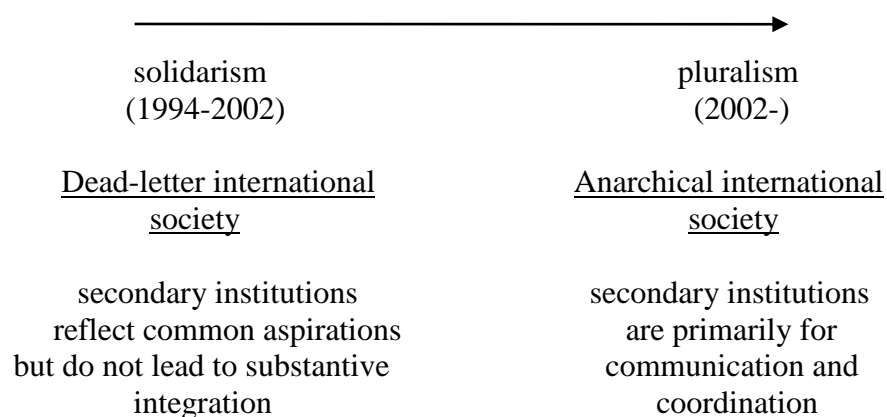 solidarism
(1994-2002)
Dead-letter international
society
secondary institutions
reflect common aspirations
but do not lead to substantive
integration
pluralism
(2002-)
Anarchical international
society
secondary institutions
are primarily for
communication and
coordination